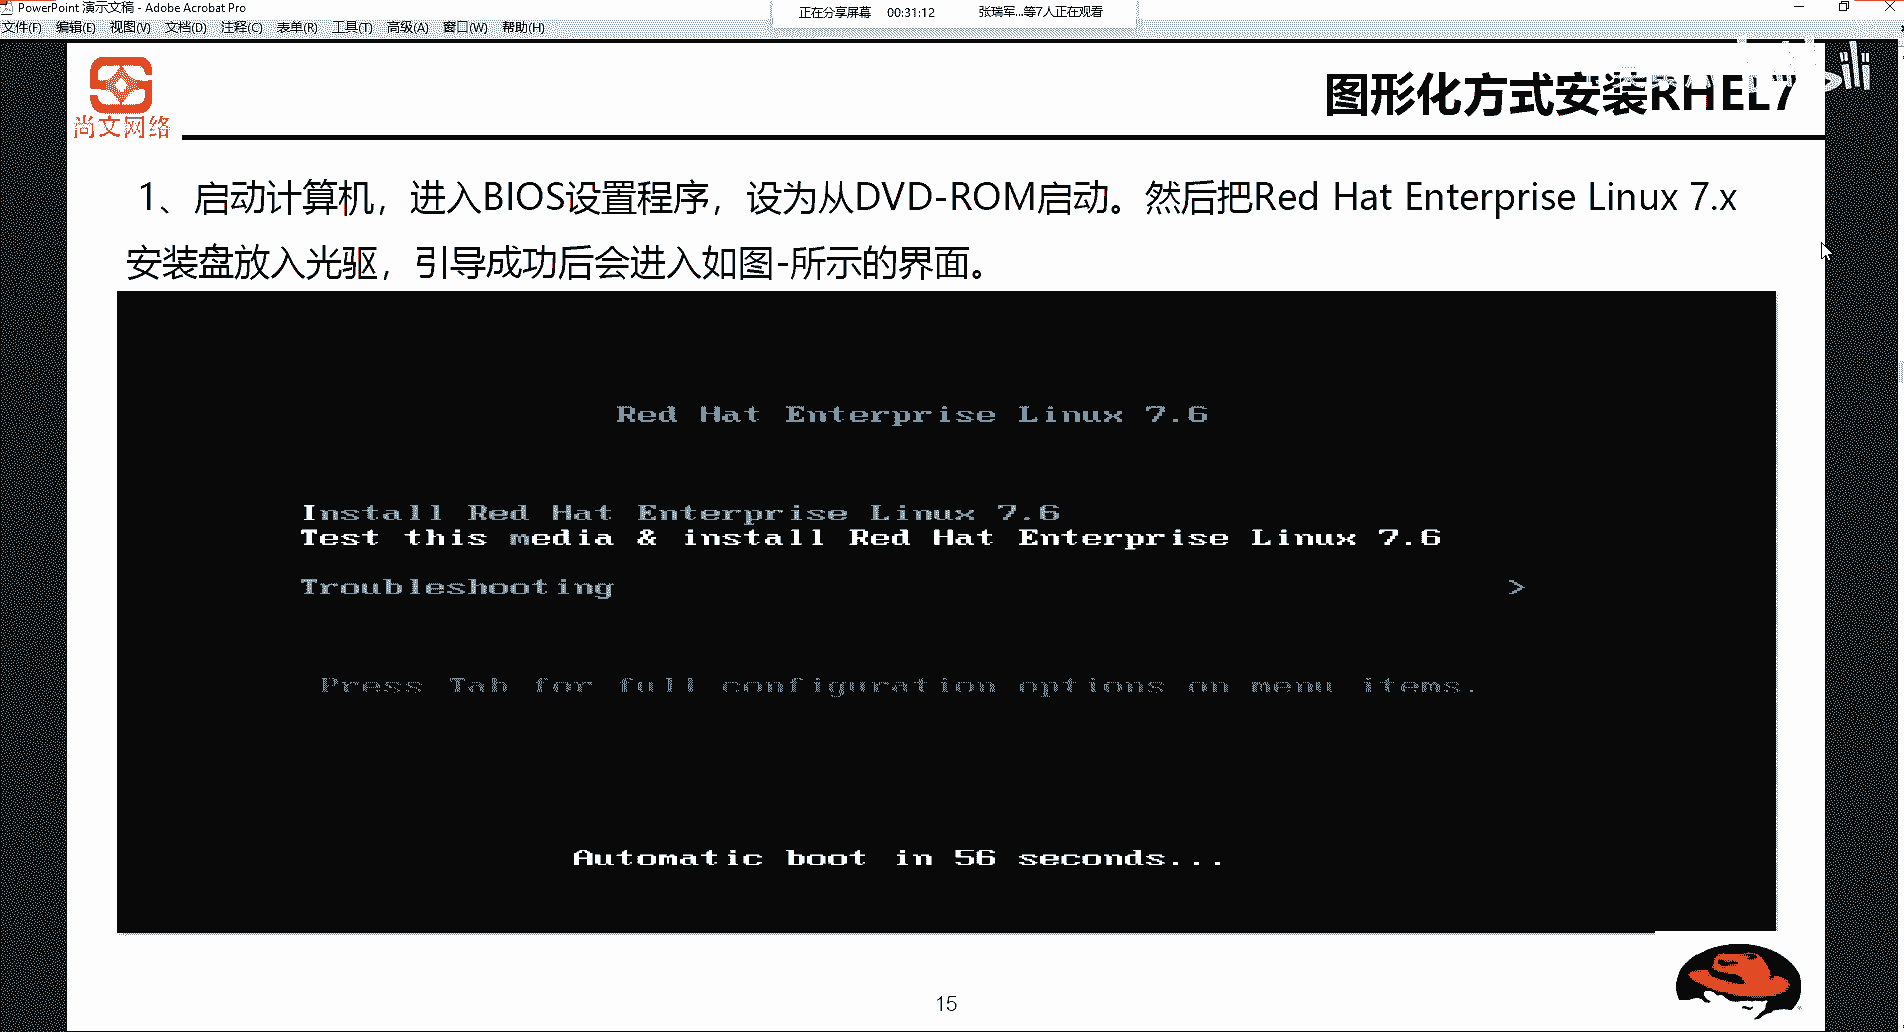 PowerPoint 演示文稿 - Adobe Acrobat Pro
正在分享屏幕 00:31:12 张瑞军...等7人正在观看
文件(F) 编辑(E) 视图(V) 文档(D) 注释(C) 表单(R) 工具(T) 高级(A) 窗口(W) 帮助(H)
尚文网络
图形化方式安装RHEL7
1、启动计算机，进入BIOS设置程序，设为从DVD-ROM启动。然后把Red Hat Enterprise Linux 7.x
安装盘放入光驱，引导成功后会进入如图-所示的界面。
Red Hat Enterprise Linux 7.6
Install Red Hat Enterprise Linux 7.6
Test this media & install Red Hat Enterprise Linux 7.6
Troubleshooting >
Press Tab for full configuration options on menu items.
Automatic boot in 56 seconds...
15